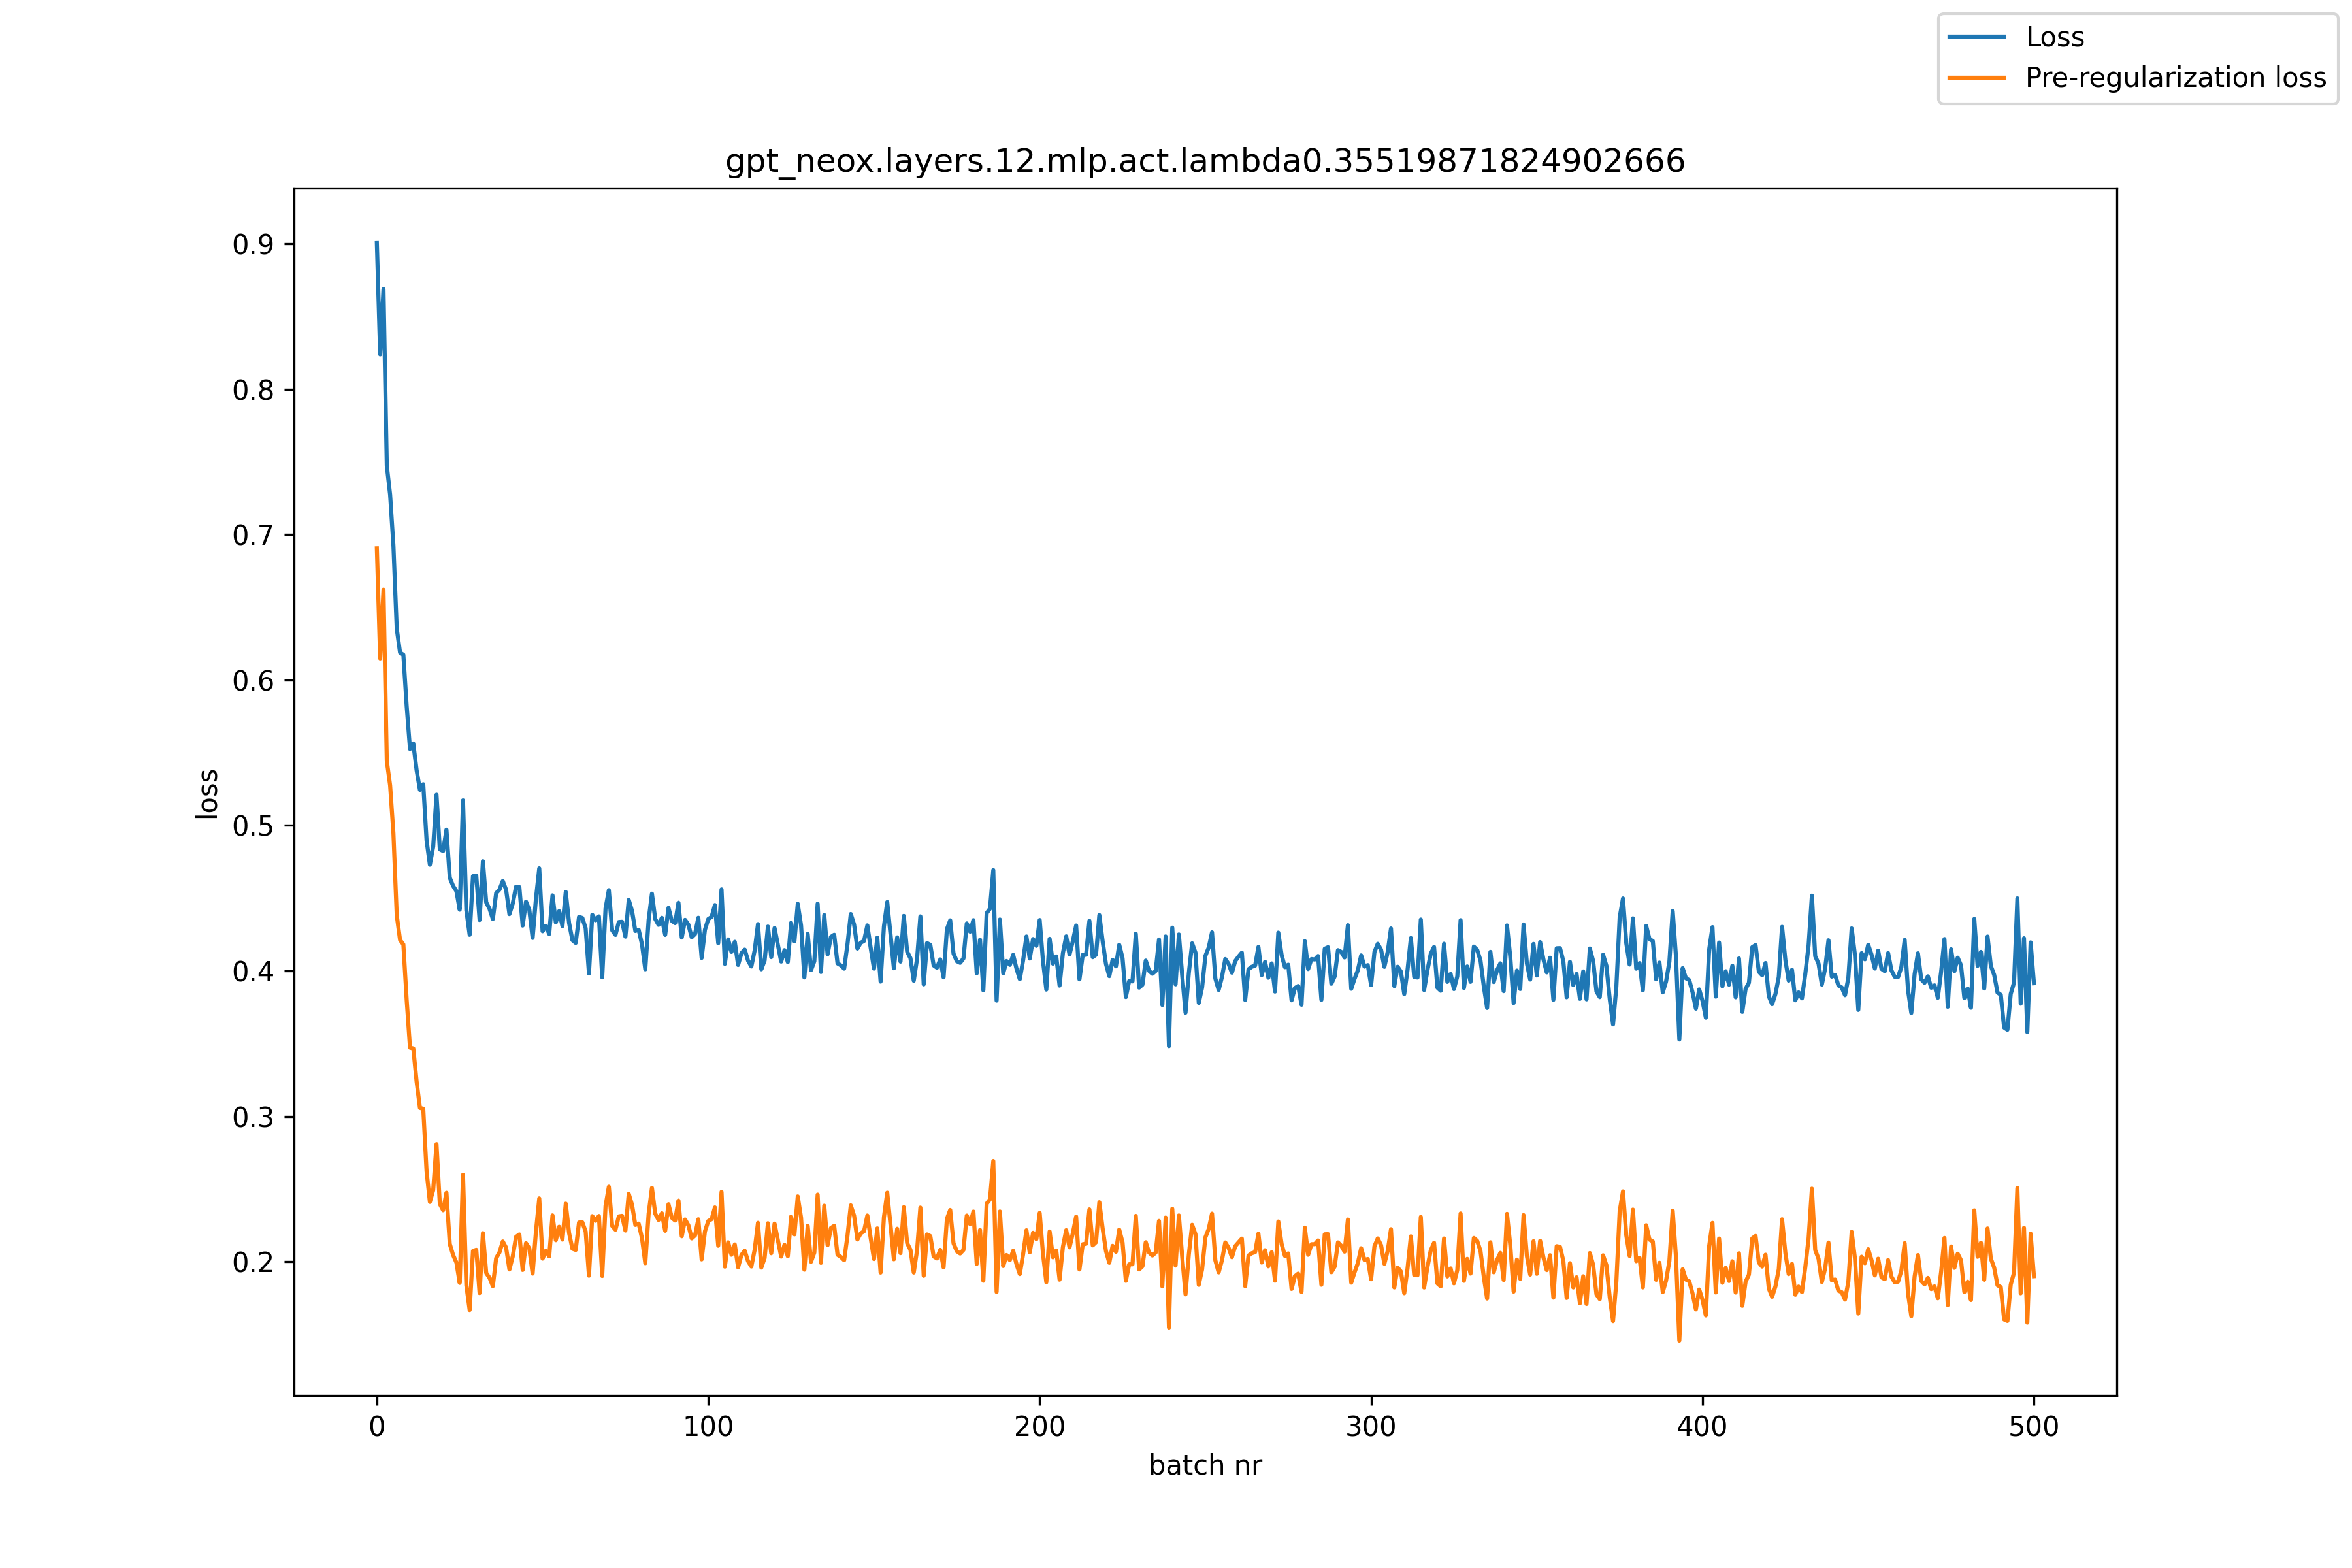 Loss
Pre-regularization loss
gpt_neox.layers.12.mlp.act.lambda0.35519871824902666
0.9
0.8
0.7
0.6
0.5
0.4
0.3
0.2
loss
0 100 200 300 400 500
batch nr